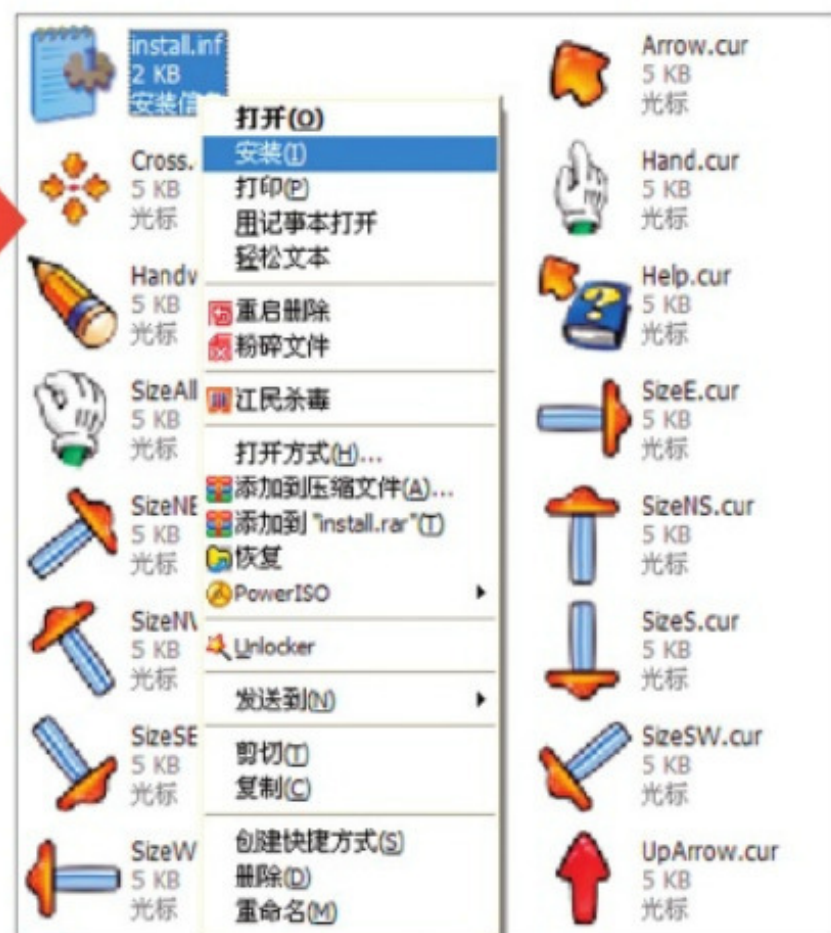 install.inf
2 KB
安装信息
Cross.
5 KB
光标
Handw
5 KB
光标
SizeAll
5 KB
光标
SizeNE
5 KB
光标
SizeNW
5 KB
光标
SizeSE
5 KB
光标
SizeW
5 KB
光标
打开(O)
安装(I)
打印(P)
用记事本打开
轻松文本
重启删除
粉碎文件
江民杀毒
打开方式(H)...
添加到压缩文件(A)...
添加到 "install.rar"(T)
恢复
PowerISO
Unlocker
发送到(N)
剪切(T)
复制(C)
创建快捷方式(S)
删除(D)
重命名(M)
Arrow.cur
5 KB
光标
Hand.cur
5 KB
光标
Help.cur
5 KB
光标
SizeE.cur
5 KB
光标
SizeNS.cur
5 KB
光标
SizeS.cur
5 KB
光标
SizeSW.cur
5 KB
光标
UpArrow.cur
5 KB
光标